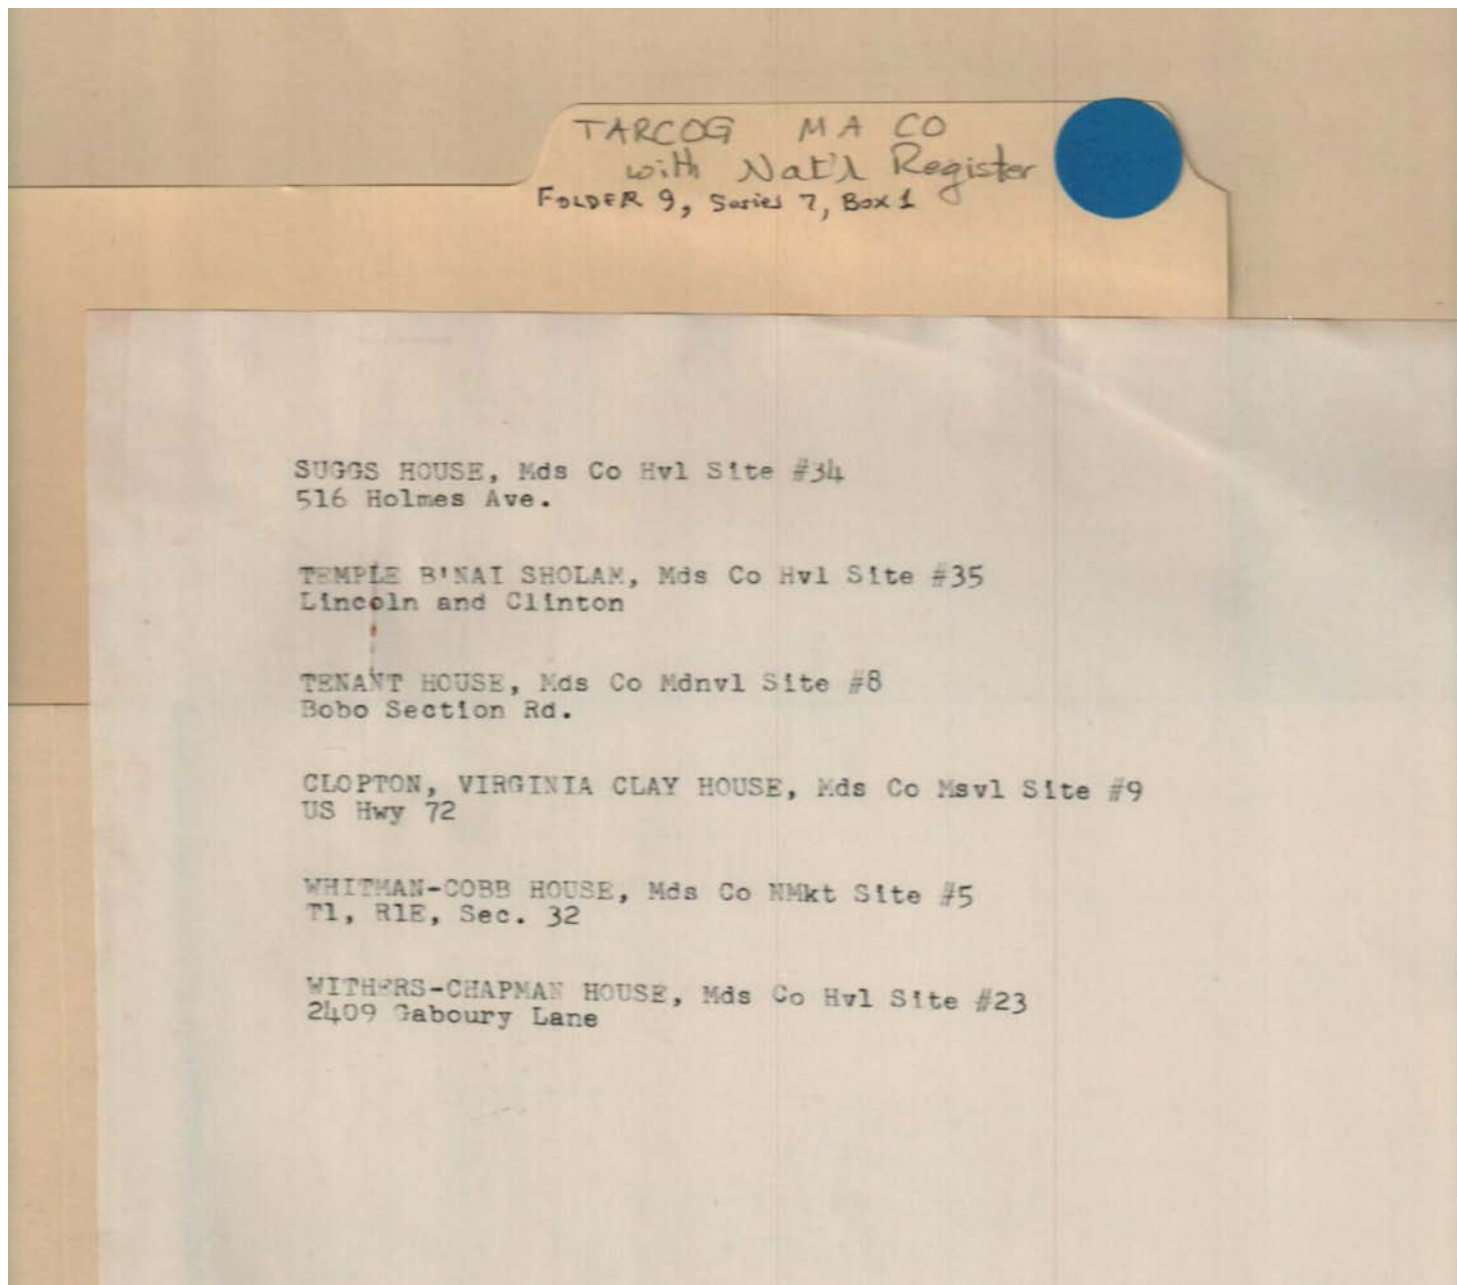 TARCOG MA CO
with Nat'l Register
FOLDER 9, Series 7, Box 1
SUGGS HOUSE, Mds Co Hvl Site #34
516 Holmes Ave.
TEMPLE B'NAI SHOLAM, Mds Co Hvl Site #35
Lincoln and Clinton
TENANT HOUSE, Mds Co Mdnvl Site #8
Bobo Section Rd.
CLOPTON, VIRGINIA CLAY HOUSE, Mds Co Msvl Site #9
US Hwy 72
WHITMAN-COBB HOUSE, Mds Co NMkt Site #5
T1, R1E, Sec. 32
WITHERS-CHAPMAN HOUSE, Mds Co Hvl Site #23
2409 Gaboury Lane